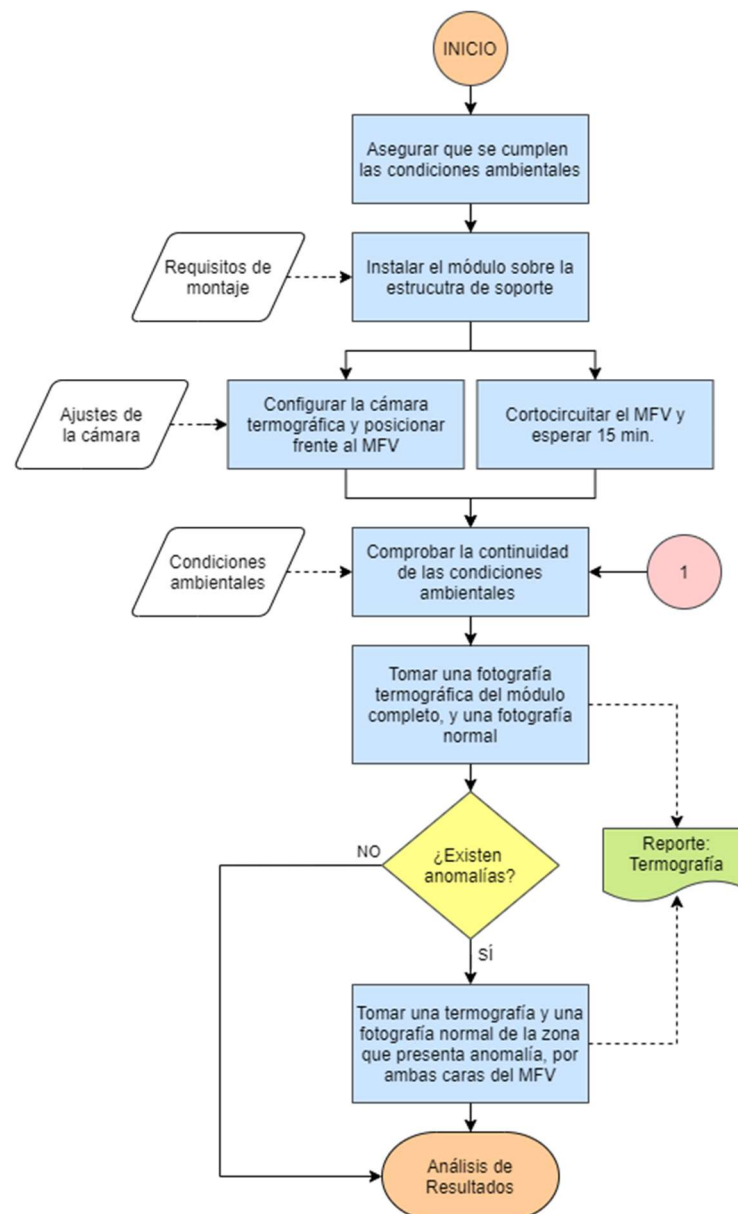 INICIO
Asegurar que se cumplen
las condiciones ambientales
Requisitos de
montaje
Instalar el módulo sobre la
estrucutra de soporte
Ajustes de
la cámara
Configurar la cámara
termográfica y posicionar
frente al MFV
Cortocircuitar el MFV y
esperar 15 min.
Condiciones
ambientales
Comprobar la continuidad
de las condiciones
ambientales
1
Tomar una fotografía
termográfica del módulo
completo, y una fotografía
normal
NO
¿Existen
anomalías?
Reporte:
Termografía
SÍ
Tomar una termografía y una
fotografía normal de la zona
que presenta anomalía, por
ambas caras del MFV
Análisis de
Resultados